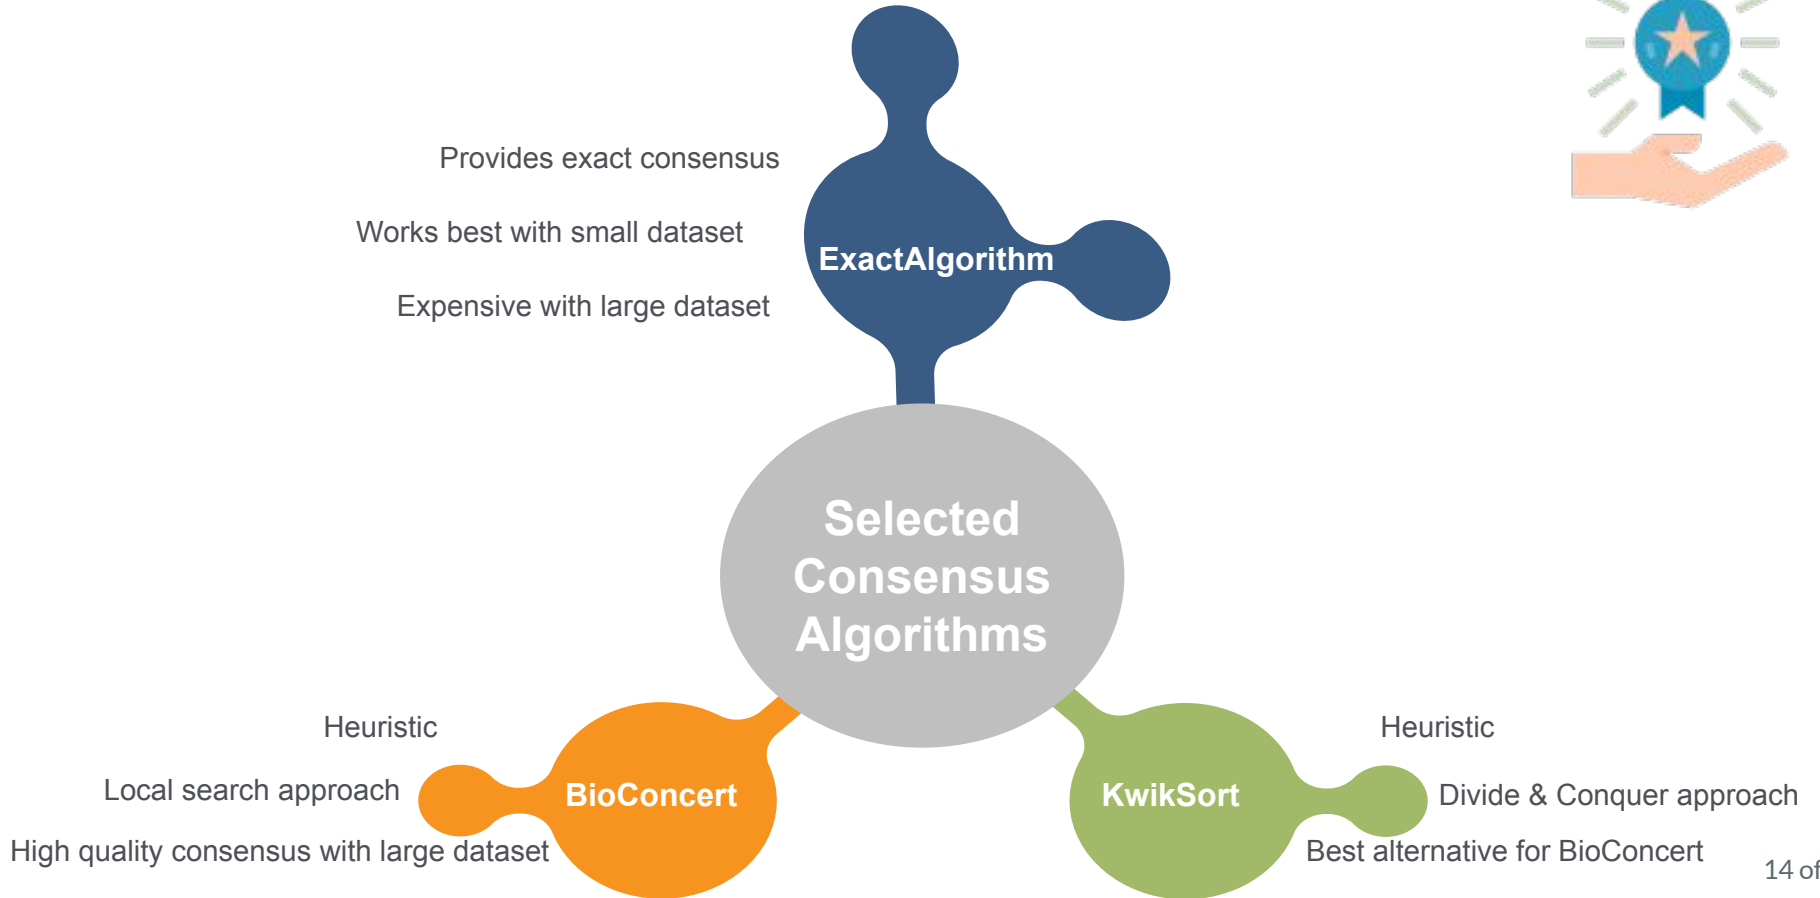 Provides exact consensus
Works best with small dataset
Expensive with large dataset
ExactAlgorithm
Selected
Consensus
Algorithms
Heuristic
Local search approach
High quality consensus with large dataset
BioConcert
KwikSort
Heuristic
Divide & Conquer approach
Best alternative for BioConcert
14 of